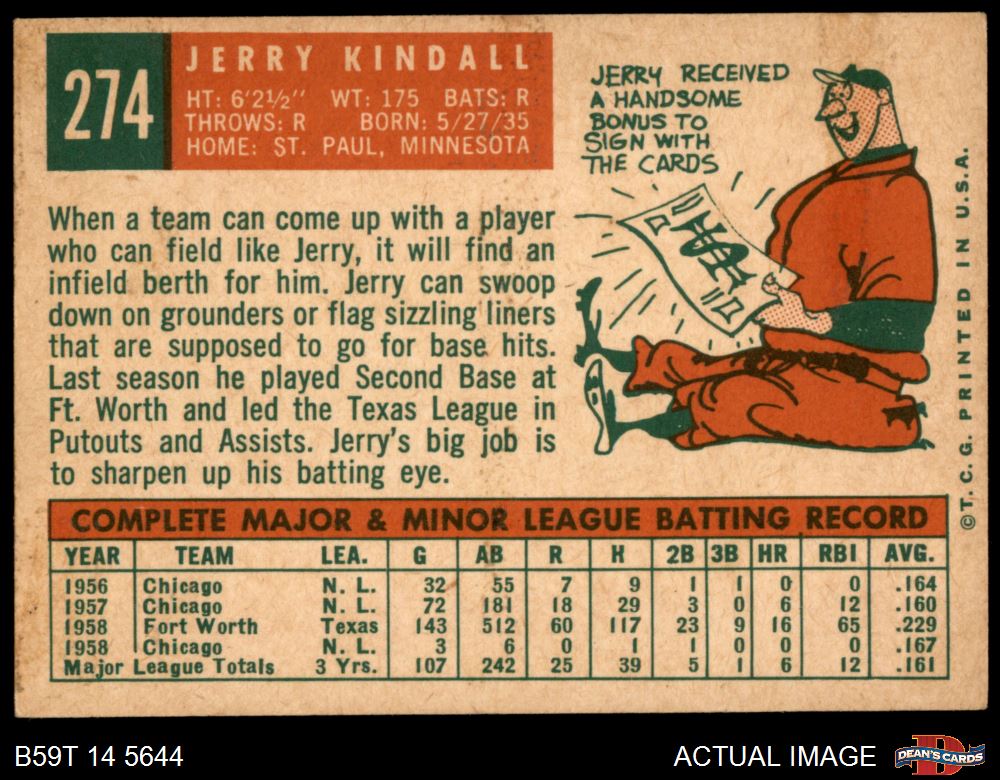 274
JERRY KINDALL
HT: 6'2½" WT: 175 BATS: R
THROWS: R BORN: 5/27/35
HOME: ST. PAUL, MINNESOTA
JERRY RECEIVED
A HANDSOME
BONUS TO
SIGN WITH
THE CARDS
When a team can come up with a player
who can field like Jerry, it will find an
infield berth for him. Jerry can swoop
down on grounders or flag sizzling liners
that are supposed to go for base hits.
Last season he played Second Base at
Ft. Worth and led the Texas League in
Putouts and Assists. Jerry's big job is
to sharpen up his batting eye.
©T.C.G. PRINTED IN U.S.A.
COMPLETE MAJOR & MINOR LEAGUE BATTING RECORD
YEAR TEAM LEA. G AB R H 2B 3B HR RBI AVG.
1956 Chicago N. L. 32 55 7 9 1 1 0 0 .164
1957 Chicago N. L. 72 181 18 29 3 0 6 12 .160
1958 Fort Worth Texas 143 512 60 117 23 9 16 65 .229
1958 Chicago N. L. 3 6 0 1 1 0 0 0 .167
Major League Totals 3 Yrs. 107 242 25 39 5 1 6 12 .161
B59T 14 5644
ACTUAL IMAGE
D
DEAN'S CARDS